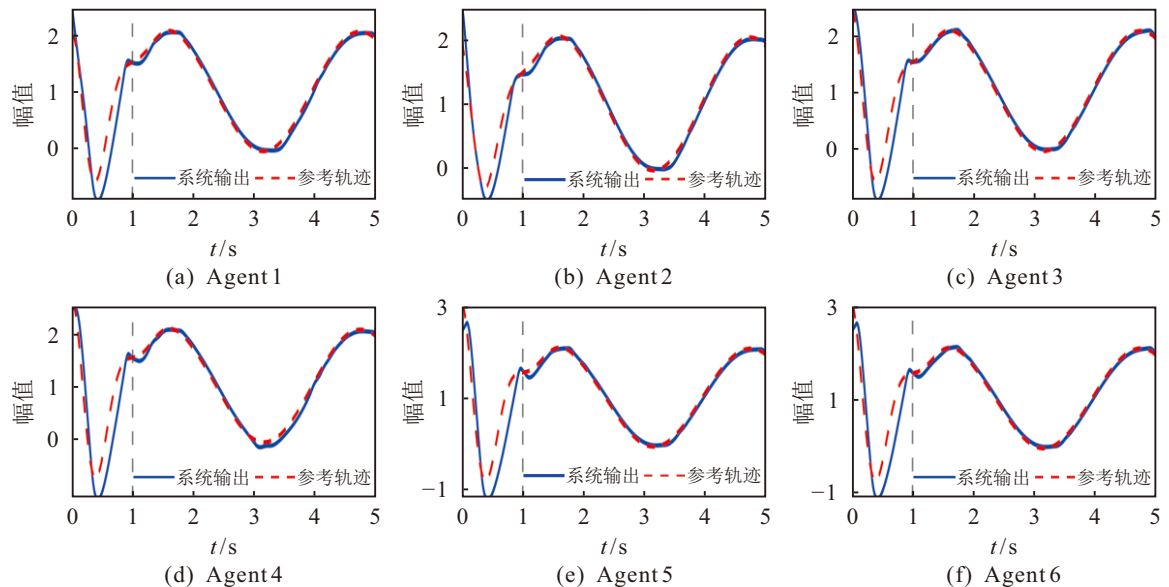 2
1
0
幅值
系统输出
参考轨迹
0 1 2 3 4 5
t/s
(a) Agent 1
2
1
0
幅值
系统输出
参考轨迹
0 1 2 3 4 5
t/s
(b) Agent 2
2
1
0
幅值
系统输出
参考轨迹
0 1 2 3 4 5
t/s
(c) Agent 3
2
1
0
幅值
系统输出
参考轨迹
0 1 2 3 4 5
t/s
(d) Agent 4
3
1
−1
幅值
系统输出
参考轨迹
0 1 2 3 4 5
t/s
(e) Agent 5
3
1
−1
幅值
系统输出
参考轨迹
0 1 2 3 4 5
t/s
(f) Agent 6